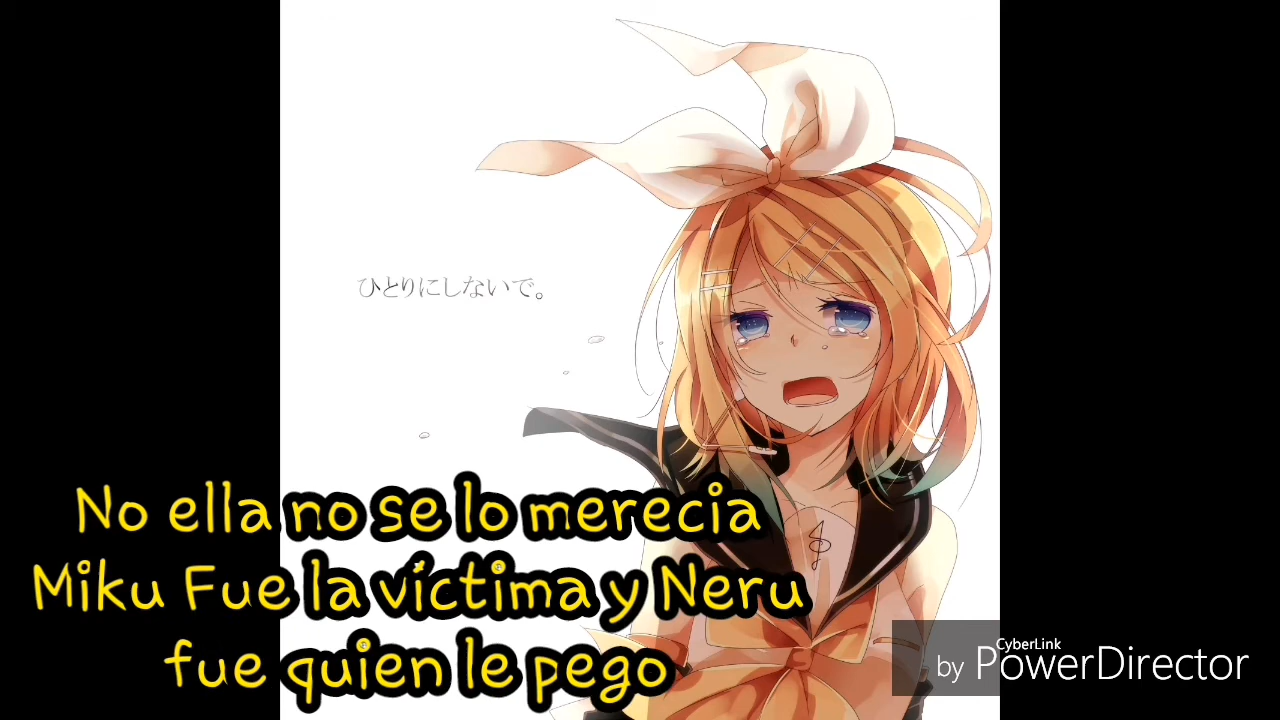 ひとりにしないで。
No ella no se lo merecia
Miku Fue la víctima y Neru
fue quien le pego
CyberLink
by PowerDirector